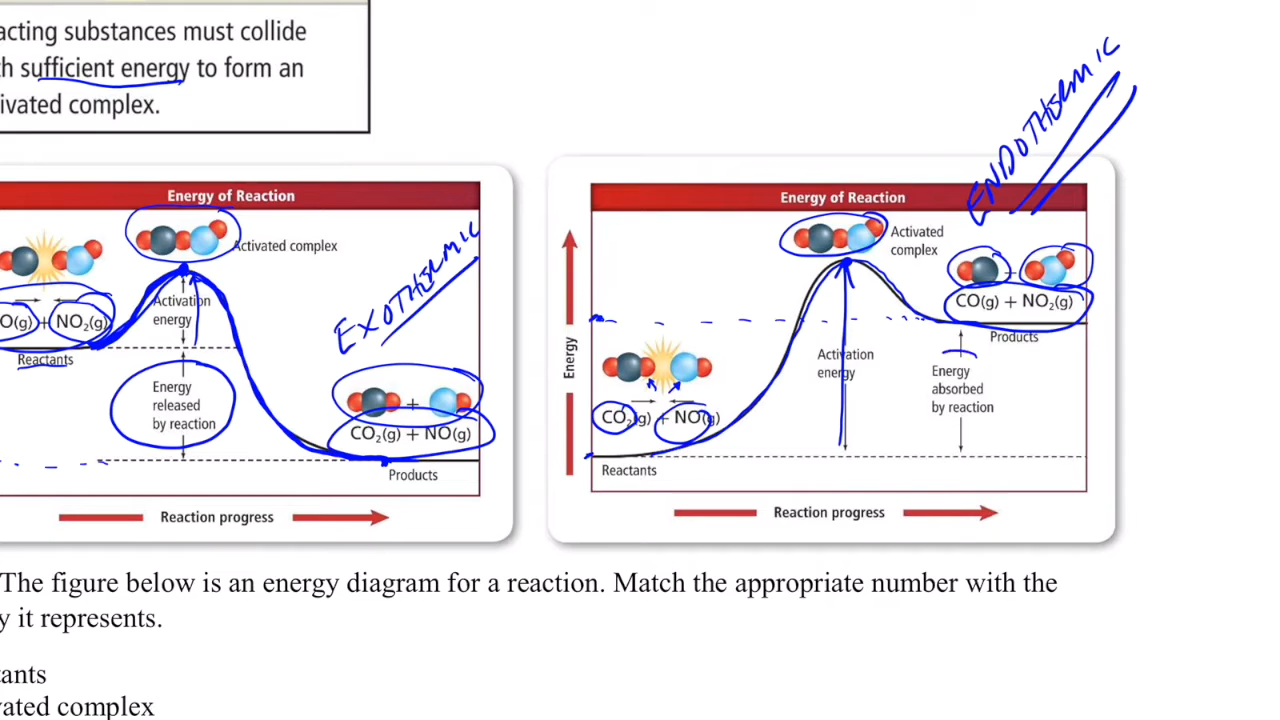 acting substances must collide
th sufficient energy to form an
ivated complex.
ENDOTHERMIC
Energy of Reaction
Activated complex
EXOTHERMIC
Activation
energy
O(g) + NO₂(g)
Reactants
Energy
released
by reaction
+
CO₂(g) + NO(g)
Products
Reaction progress
Energy of Reaction
Activated
complex
+
CO(g) + NO₂(g)
Products
Energy
Activation
energy
Energy
absorbed
by reaction
CO₂(g) + NO(g)
Reactants
Reaction progress
The figure below is an energy diagram for a reaction. Match the appropriate number with the
y it represents.
tants
vated complex